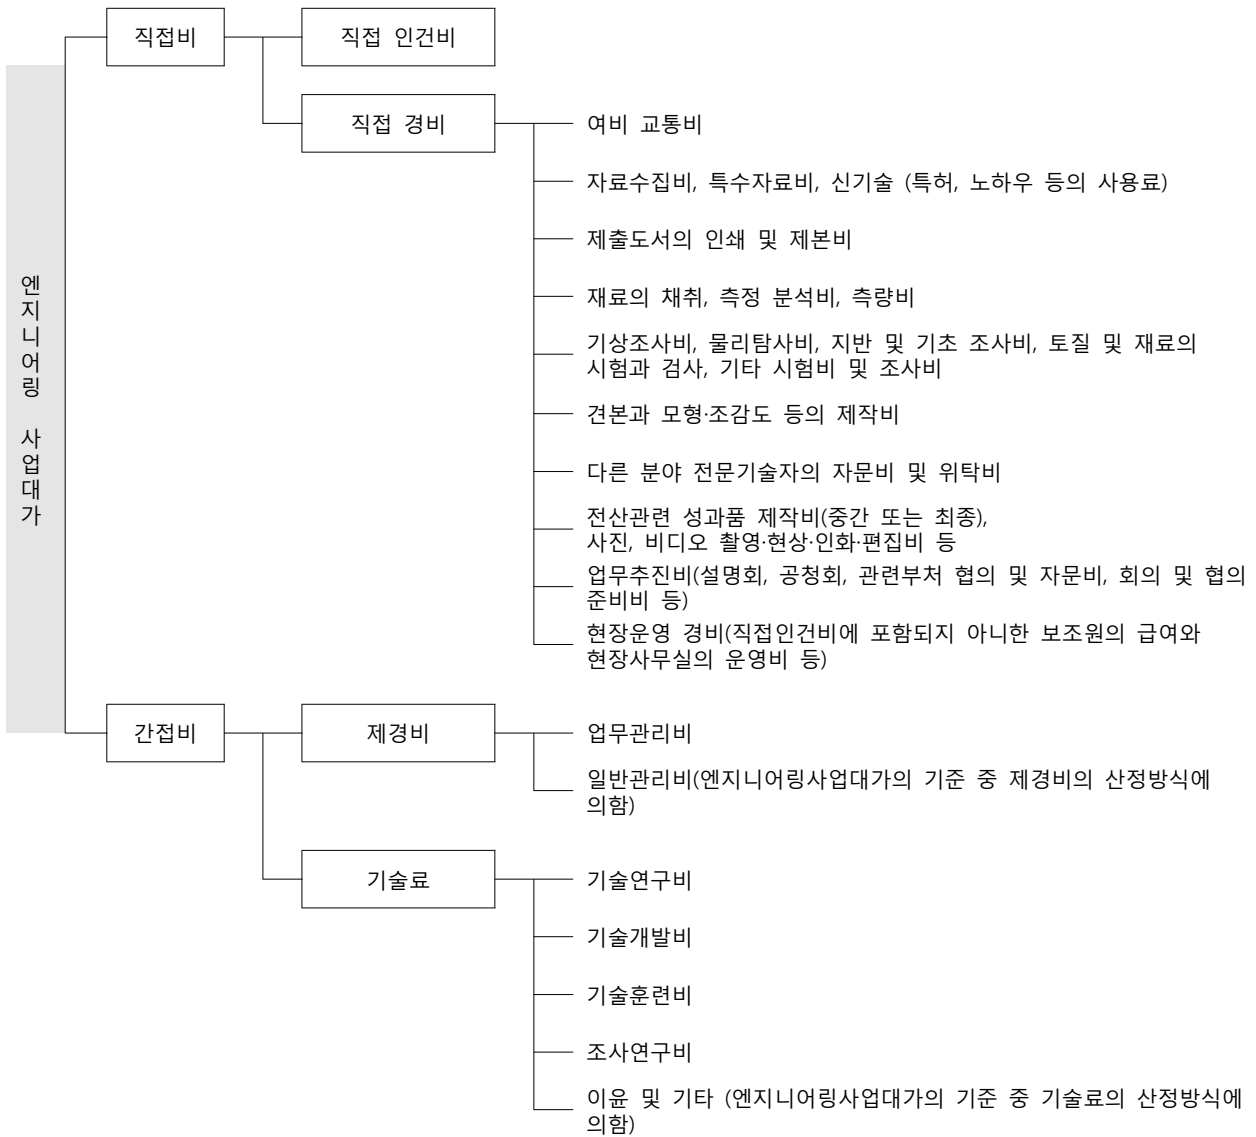 엔지니어링 사업대가
직접비
직접 인건비
직접 경비
여비 교통비
자료수집비, 특수자료비, 신기술 (특허, 노하우 등의 사용료)
제출도서의 인쇄 및 제본비
재료의 채취, 측정 분석비, 측량비
기상조사비, 물리탐사비, 지반 및 기초 조사비, 토질 및 재료의
시험과 검사, 기타 시험비 및 조사비
견본과 모형·조감도 등의 제작비
다른 분야 전문기술자의 자문비 및 위탁비
전산관련 성과품 제작비(중간 또는 최종),
사진, 비디오 촬영·현상·인화·편집비 등
업무추진비(설명회, 공청회, 관련부처 협의 및 자문비, 회의 및 협의
준비비 등)
현장운영 경비(직접인건비에 포함되지 아니한 보조원의 급여와
현장사무실의 운영비 등)
간접비
제경비
업무관리비
일반관리비(엔지니어링사업대가의 기준 중 제경비의 산정방식에
의함)
기술료
기술연구비
기술개발비
기술훈련비
조사연구비
이윤 및 기타 (엔지니어링사업대가의 기준 중 기술료의 산정방식에
의함)